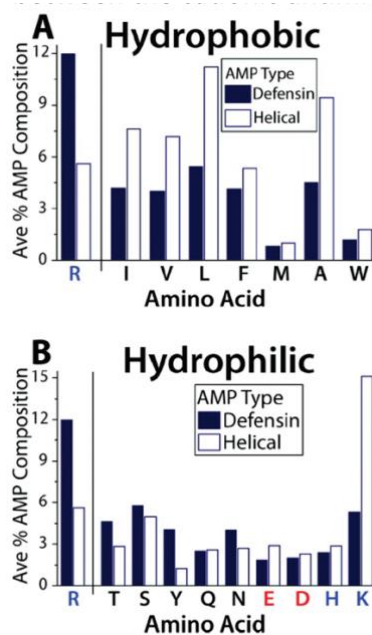 A
Hydrophobic
AMP Type
Defensin
Helical
Ave % AMP Composition
12
9
6
3
0
R I V L F M A W
Amino Acid
B
Hydrophilic
AMP Type
Defensin
Helical
Ave % AMP Composition
15
12
9
6
3
0
R T S Y Q N E D H K
Amino Acid